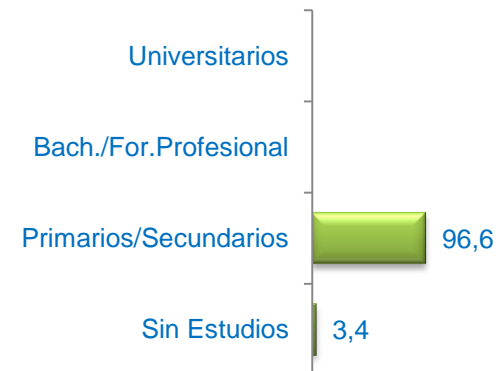 Universitarios
Bach./For.Profesional
Primarios/Secundarios 96,6
Sin Estudios 3,4